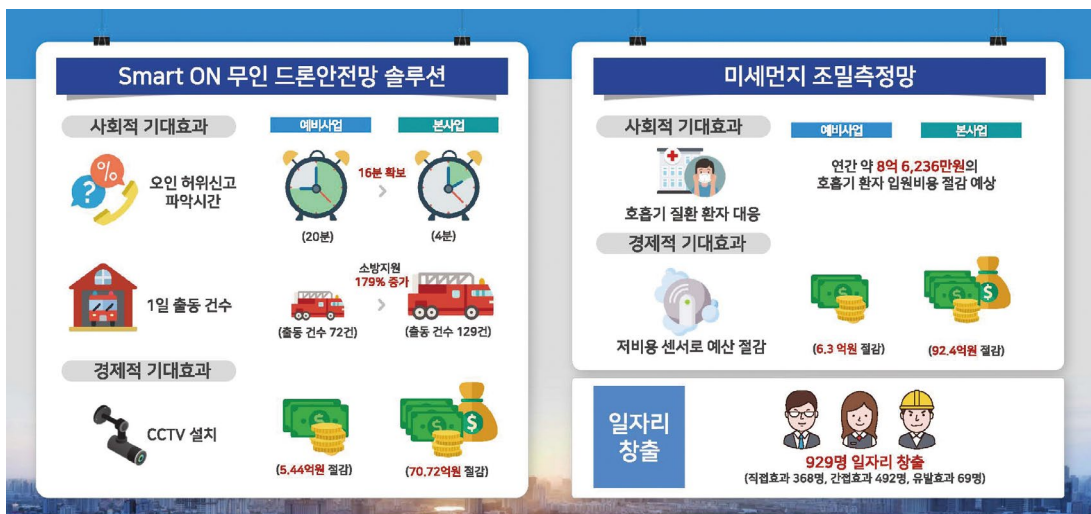 Smart ON 무인 드론안전망 솔루션
사회적 기대효과
예비사업
본사업
%
?
오인 허위신고
파악시간
16분 확보
(20분)
(4분)
1일 출동 건수
소방지원
179% 증가
(출동 건수 72건)
(출동 건수 129건)
경제적 기대효과
CCTV 설치
$
$
$
(5.44억원 절감)
(70.72억원 절감)
미세먼지 조밀측정망
사회적 기대효과
예비사업
본사업
연간 약 8억 6,236만원의
호흡기 환자 입원비용 절감 예상
호흡기 질환 환자 대응
경제적 기대효과
$
$
$
저비용 센서로 예산 절감
(6.3 억원 절감)
(92.4억원 절감)
일자리
창출
929명 일자리 창출
(직접효과 368명, 간접효과 492명, 유발효과 69명)